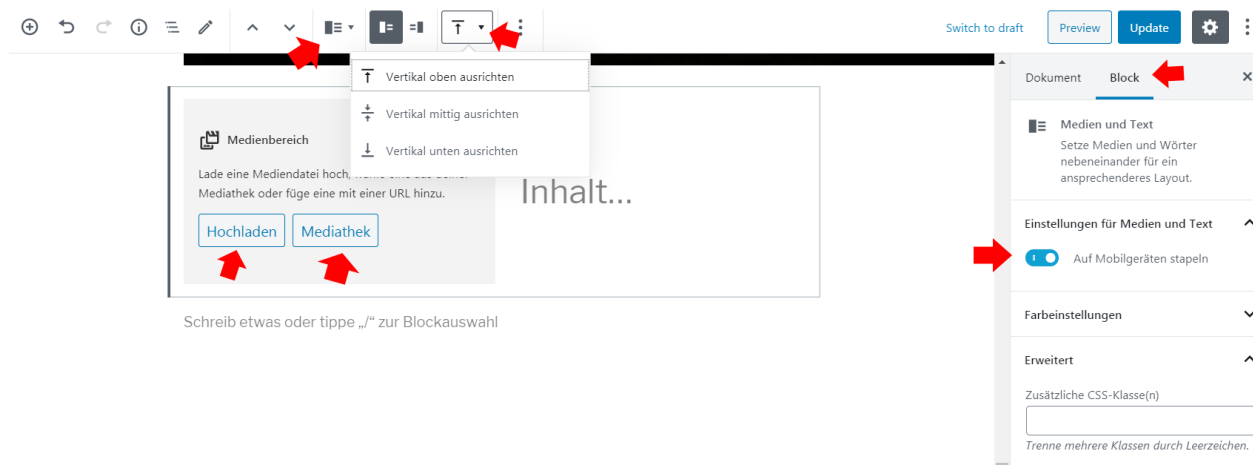 Switch to draft
Preview
Update
Vertikal oben ausrichten
Vertikal mittig ausrichten
Vertikal unten ausrichten
Medienbereich
Lade eine Mediendatei hoch,
Mediathek oder füge eine mit einer URL hinzu.
Hochladen
Mediathek
Inhalt...
Schreib etwas oder tippe „/“ zur Blockauswahl
Dokument
Block
Medien und Text
Setze Medien und Wörter
nebeneinander für ein
ansprechenderes Layout.
Einstellungen für Medien und Text
Auf Mobilgeräten stapeln
Farbeinstellungen
Erweitert
Zusätzliche CSS-Klasse(n)
Trenne mehrere Klassen durch Leerzeichen.